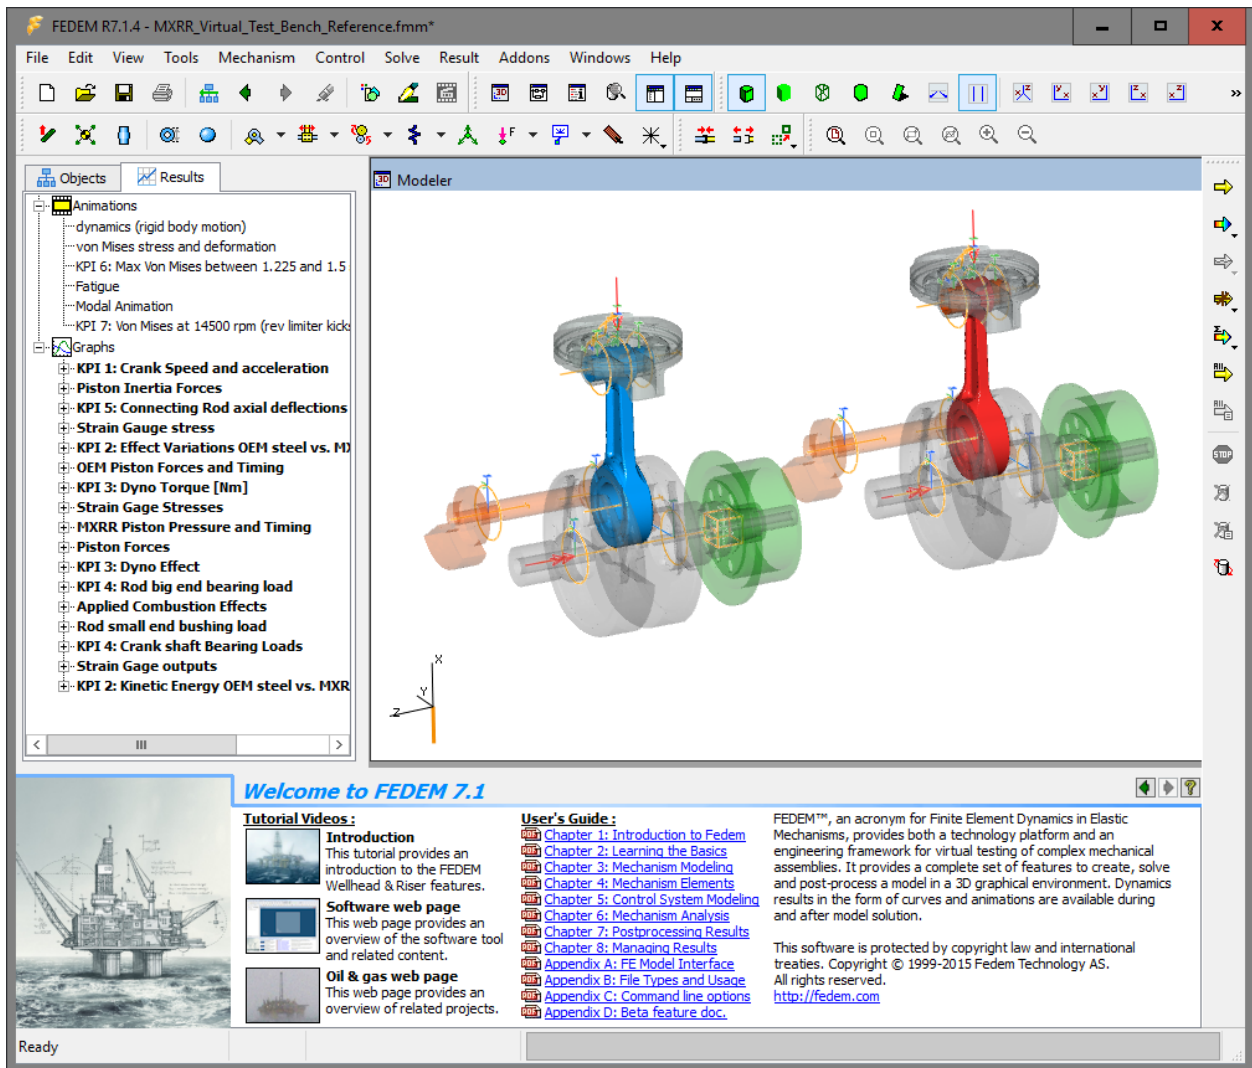 FEDEM R7.1.4 - MXRR_Virtual_Test_Bench_Reference.fmm*
File Edit View Tools Mechanism Control Solve Result Addons Windows Help
Objects Results
Animations
dynamics (rigid body motion)
von Mises stress and deformation
KPI 6: Max Von Mises between 1.225 and 1.5
Fatigue
Modal Animation
KPI 7: Von Mises at 14500 rpm (rev limiter kick
Graphs
KPI 1: Crank Speed and acceleration
Piston Inertia Forces
KPI 5: Connecting Rod axial deflections
Strain Gauge stress
KPI 2: Effect Variations OEM steel vs. MX
OEM Piston Forces and Timing
KPI 3: Dyno Torque [Nm]
Strain Gage Stresses
MXRR Piston Pressure and Timing
Piston Forces
KPI 3: Dyno Effect
KPI 4: Rod big end bearing load
Applied Combustion Effects
Rod small end bushing load
KPI 4: Crank shaft Bearing Loads
Strain Gage outputs
KPI 2: Kinetic Energy OEM steel vs. MXR
Modeler
X
Y
Z
STOP
Welcome to FEDEM 7.1
Tutorial Videos :
Introduction
This tutorial provides an
introduction to the FEDEM
Wellhead & Riser features.
Software web page
This web page provides an
overview of the software tool
and related content.
Oil & gas web page
This web page provides an
overview of related projects.
User's Guide :
Chapter 1: Introduction to Fedem
Chapter 2: Learning the Basics
Chapter 3: Mechanism Modeling
Chapter 4: Mechanism Elements
Chapter 5: Control System Modeling
Chapter 6: Mechanism Analysis
Chapter 7: Postprocessing Results
Chapter 8: Managing Results
Appendix A: FE Model Interface
Appendix B: File Types and Usage
Appendix C: Command line options
Appendix D: Beta feature doc.
FEDEM™, an acronym for Finite Element Dynamics in Elastic
Mechanisms, provides both a technology platform and an
engineering framework for virtual testing of complex mechanical
assemblies. It provides a complete set of features to create, solve
and post-process a model in a 3D graphical environment. Dynamics
results in the form of curves and animations are available during
and after model solution.
This software is protected by copyright law and international
treaties. Copyright © 1999-2015 Fedem Technology AS.
All rights reserved.
http://fedem.com
Ready